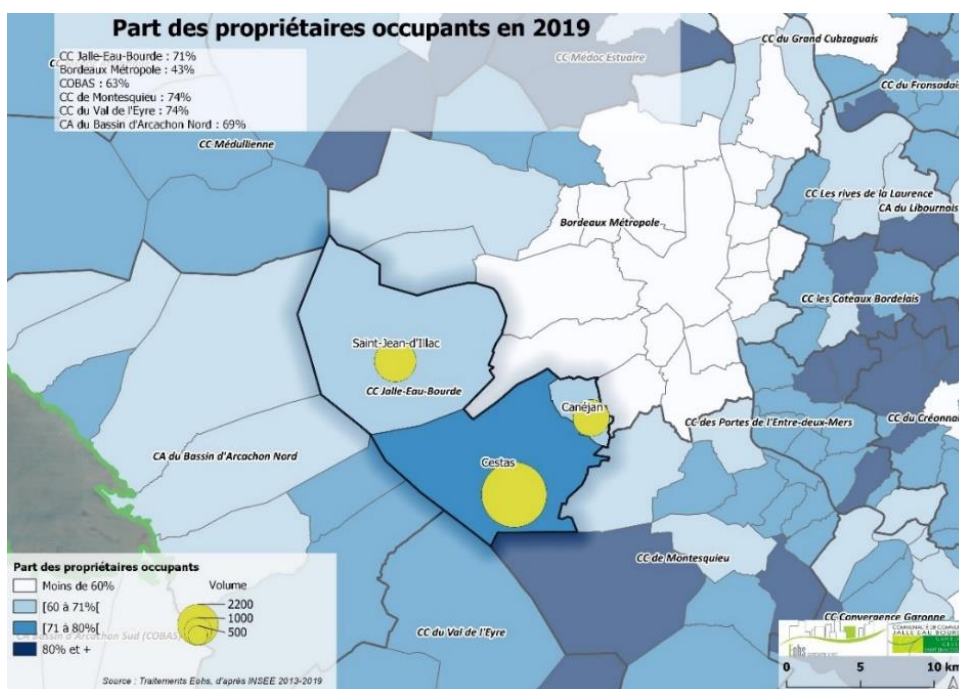 Part des propriétaires occupants en 2019
CC Jalle-Eau-Bourde : 71%
Bordeaux Métropole : 43%
COBAS : 63%
CC de Montesquieu : 74%
CC du Val de l'Eyre : 74%
CA du Bassin d'Arcachon Nord : 69%
CC Médoc Estuaire
CC du Grand Cubzaguais
CC du Fronsadais
CC Médullienne
CC Les rives de la Laurence
CA du Libournais
Bordeaux Métropole
CC les Coteaux Bordelais
Saint-Jean-d'Illac
CC Jalle-Eau-Bourde
Canéjan
CC des Portes de l'Entre-deux-Mers
CC du Créonnais
CA du Bassin d'Arcachon Nord
Cestas
CC de Montesquieu
CC du Val de l'Eyre
CC Convergence Garonne
Part des propriétaires occupants
Moins de 60%
[60 à 71%[
[71 à 80%[
80% et +
Volume
2200
1000
500
CA Bassin d'Arcachon Sud (COBAS)
Source : Traitements Eohs, d'après INSEE 2013-2019
Eohs
JALLE EAU BOURDE
0 5 10 km